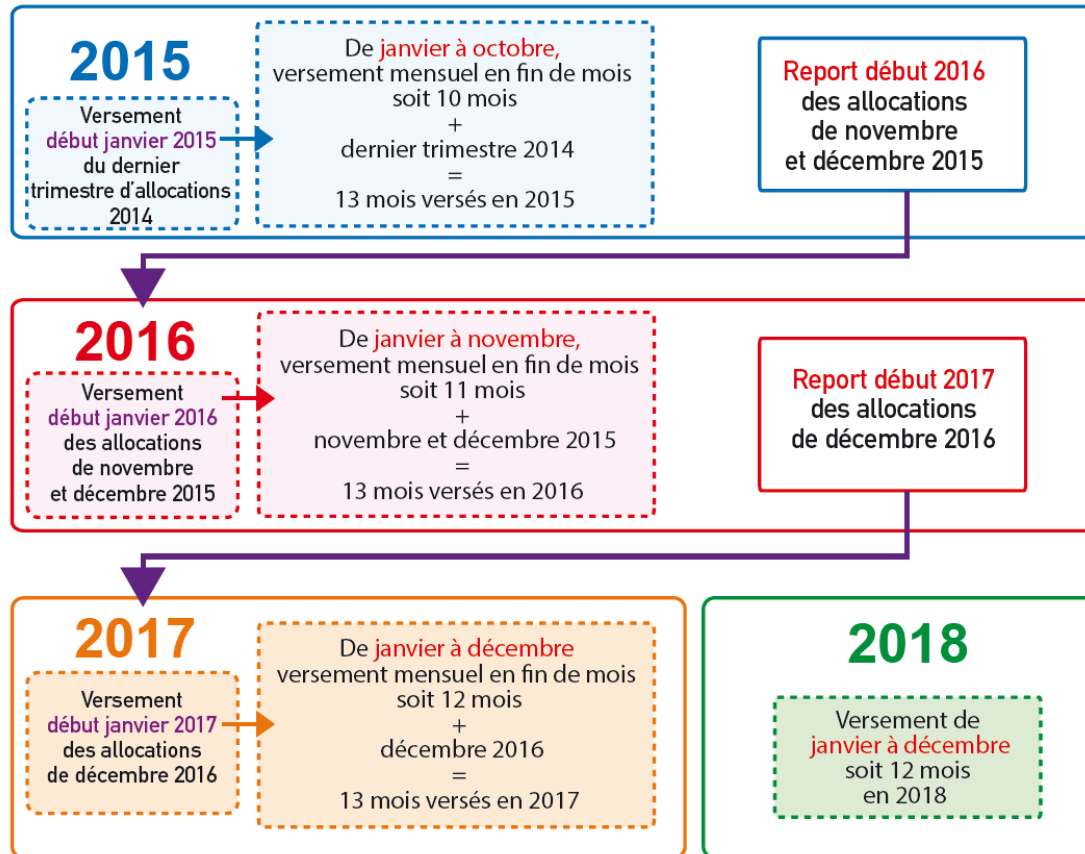 2015
Versement
début janvier 2015
du dernier
trimestre d'allocations
2014
De janvier à octobre,
versement mensuel en fin de mois
soit 10 mois
+
dernier trimestre 2014
=
13 mois versés en 2015
Report début 2016
des allocations
de novembre
et décembre 2015
2016
Versement
début janvier 2016
des allocations
de novembre
et décembre 2015
De janvier à novembre,
versement mensuel en fin de mois
soit 11 mois
+
novembre et décembre 2015
=
13 mois versés en 2016
Report début 2017
des allocations
de décembre 2016
2017
Versement
début janvier 2017
des allocations
de décembre 2016
De janvier à décembre
versement mensuel en fin de mois
soit 12 mois
+
décembre 2016
=
13 mois versés en 2017
2018
Versement de
janvier à décembre
soit 12 mois
en 2018